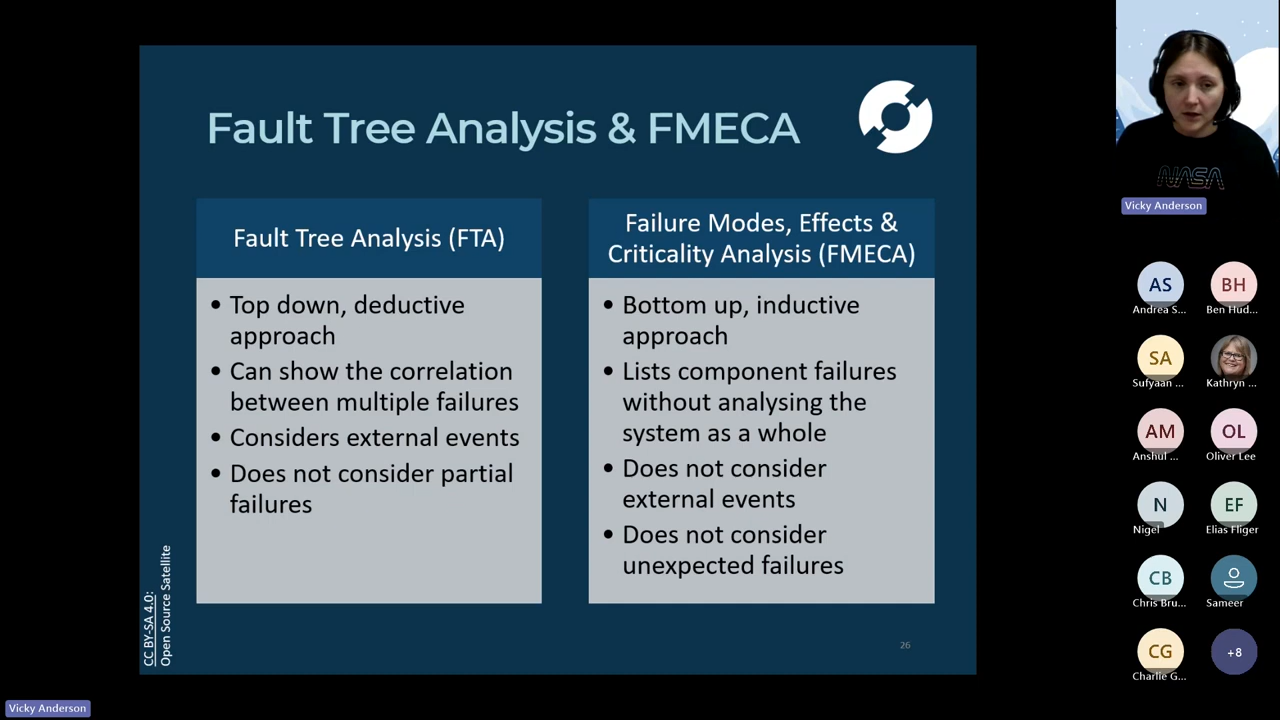 Fault Tree Analysis & FMECA
Fault Tree Analysis (FTA)
• Top down, deductive
approach
• Can show the correlation
between multiple failures
• Considers external events
• Does not consider partial
failures
Failure Modes, Effects &
Criticality Analysis (FMECA)
• Bottom up, inductive
approach
• Lists component failures
without analysing the
system as a whole
• Does not consider
external events
• Does not consider
unexpected failures
CC BY-SA 4.0:
Open Source Satellite
26
NASA
Vicky Anderson
AS
Andrea S...
BH
Ben Hud...
SA
Sufyaan ...
Kathryn ...
AM
Anshul ...
OL
Oliver Lee
N
Nigel
EF
Elias Fliger
CB
Chris Bru...
Sameer
CG
Charlie G...
+8
Vicky Anderson